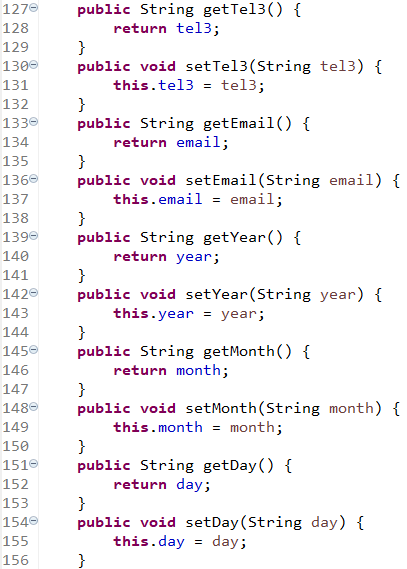 127 public String getTel3() {
128 return tel3;
129 }
130 public void setTel3(String tel3) {
131 this.tel3 = tel3;
132 }
133 public String getEmail() {
134 return email;
135 }
136 public void setEmail(String email) {
137 this.email = email;
138 }
139 public String getYear() {
140 return year;
141 }
142 public void setYear(String year) {
143 this.year = year;
144 }
145 public String getMonth() {
146 return month;
147 }
148 public void setMonth(String month) {
149 this.month = month;
150 }
151 public String getDay() {
152 return day;
153 }
154 public void setDay(String day) {
155 this.day = day;
156 }